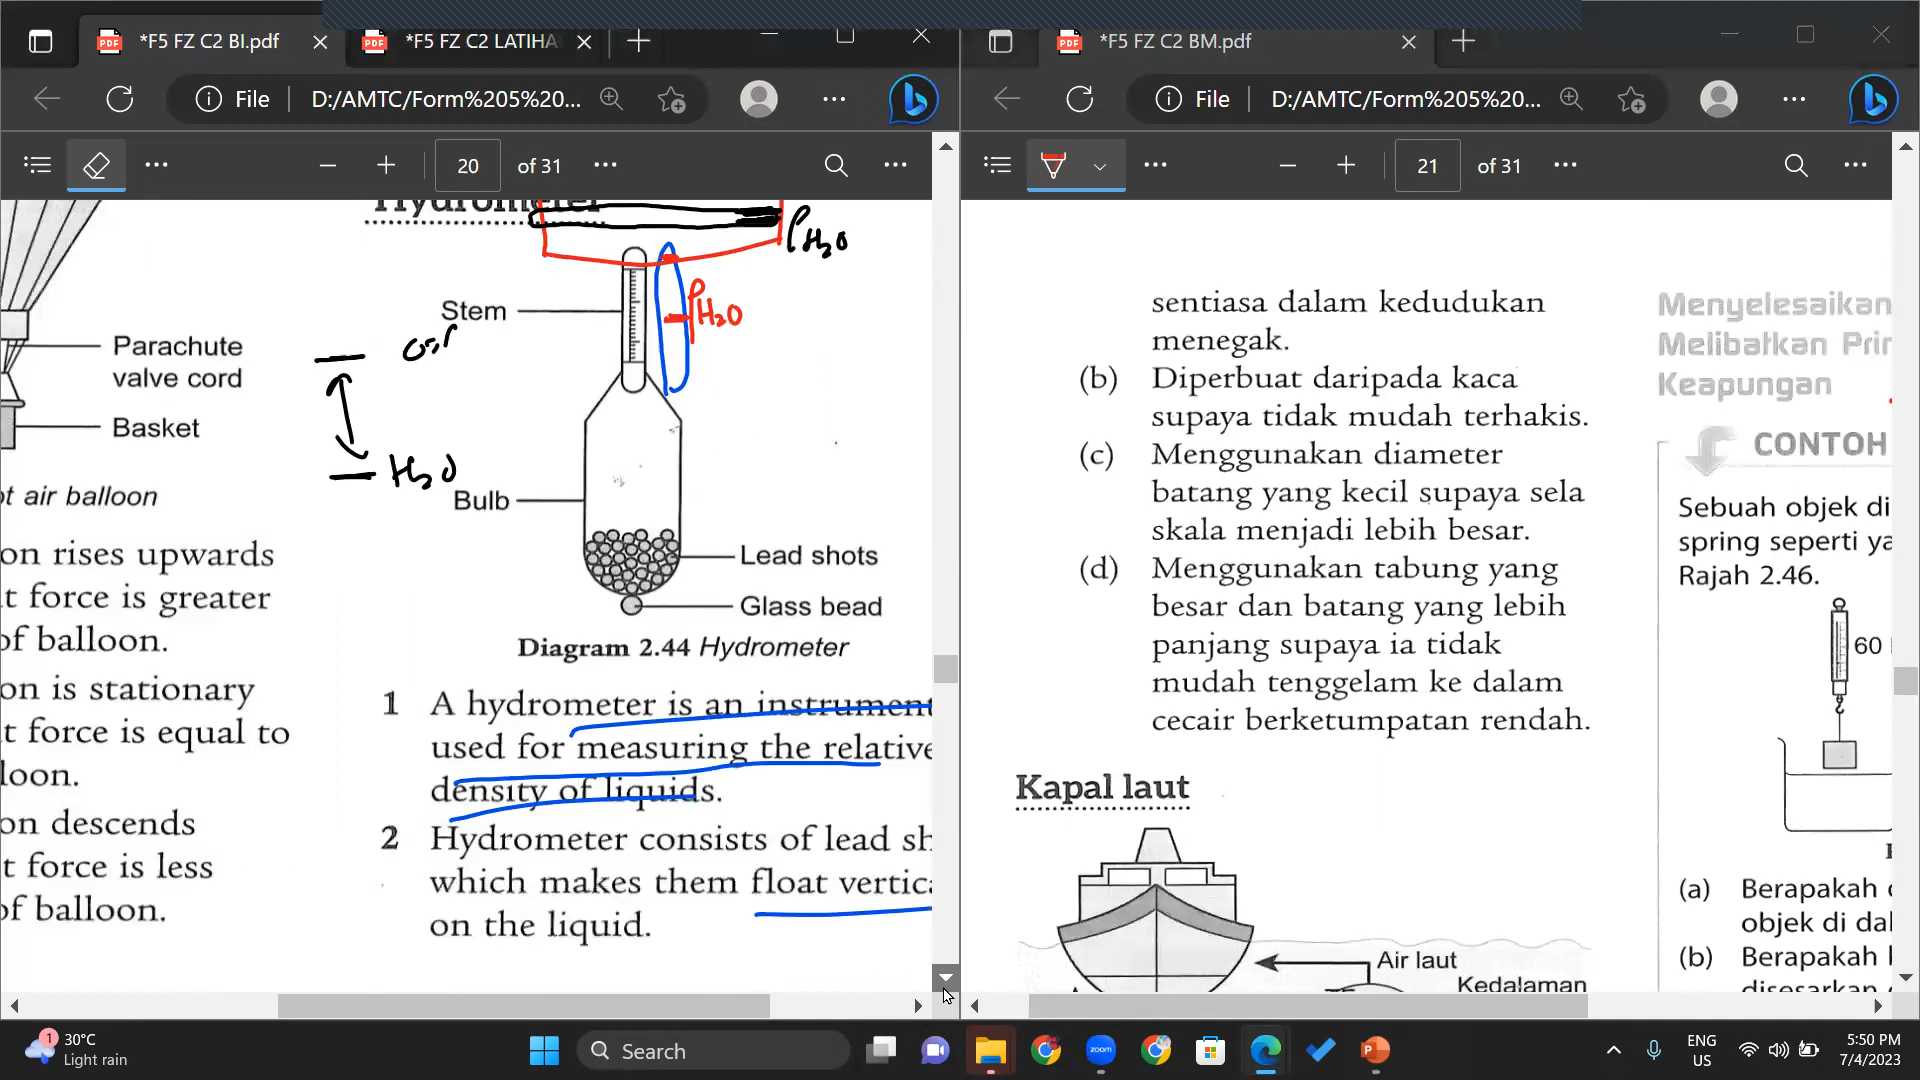 *F5 FZ C2 BI.pdf
*F5 FZ C2 LATIHA
File
D:/AMTC/Form%205%20...
20
of 31
Hydrometer
ρH₂O
Stem
ρH₂O
Parachute
valve cord
Basket
H₂O
Bulb
ot air balloon
Lead shots
Glass bead
Diagram 2.44 Hydrometer
on rises upwards
t force is greater
of balloon.
on is stationary
t force is equal to
loon.
on descends
t force is less
of balloon.
1 A hydrometer is an instrument
used for measuring the relative
density of liquids.
2 Hydrometer consists of lead sh
which makes them float vertica
on the liquid.
*F5 FZ C2 BM.pdf
File
D:/AMTC/Form%205%20...
21
of 31
sentiasa dalam kedudukan
menegak.
(b) Diperbuat daripada kaca
supaya tidak mudah terhakis.
(c) Menggunakan diameter
batang yang kecil supaya sela
skala menjadi lebih besar.
(d) Menggunakan tabung yang
besar dan batang yang lebih
panjang supaya ia tidak
mudah tenggelam ke dalam
cecair berketumpatan rendah.
Kapal laut
Air laut
Kedalaman
Menyelesaikan
Melibatkan Prin
Keapungan
CONTOH
Sebuah objek di
spring seperti ya
Rajah 2.46.
60
(a) Berapakah
objek di dal
(b) Berapakah
disesarkan
1
30°C
Light rain
Search
zoom
ENG
US
5:50 PM
7/4/2023